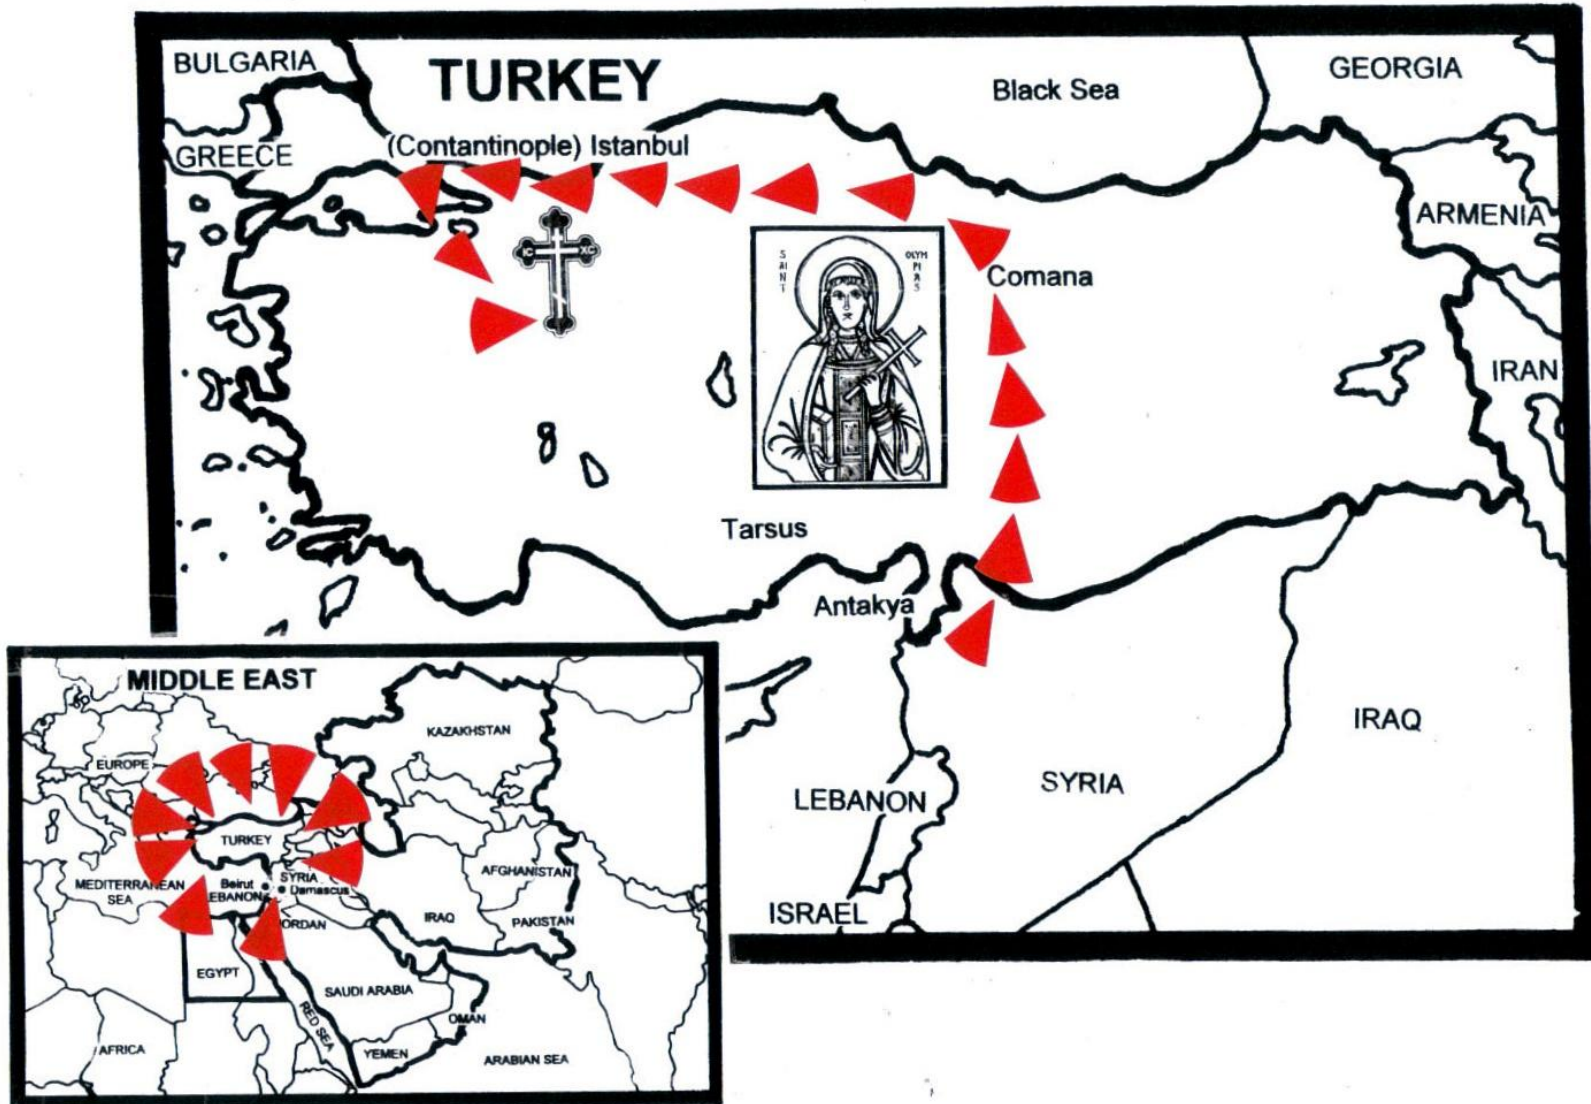 BULGARIA
TURKEY
Black Sea
GEORGIA
GREECE
(Contantinople) Istanbul
ARMENIA
IC XC
SAINT
OLYMPIAS
Comana
IRAN
Tarsus
Antakya
IRAQ
SYRIA
LEBANON
ISRAEL
MIDDLE EAST
KAZAKHSTAN
EUROPE
TURKEY
AFGHANISTAN
MEDITERRANEAN
SEA
Beirut
LEBANON
SYRIA
Damascus
IRAQ
PAKISTAN
JORDAN
EGYPT
SAUDI ARABIA
RED SEA
OMAN
AFRICA
YEMEN
ARABIAN SEA